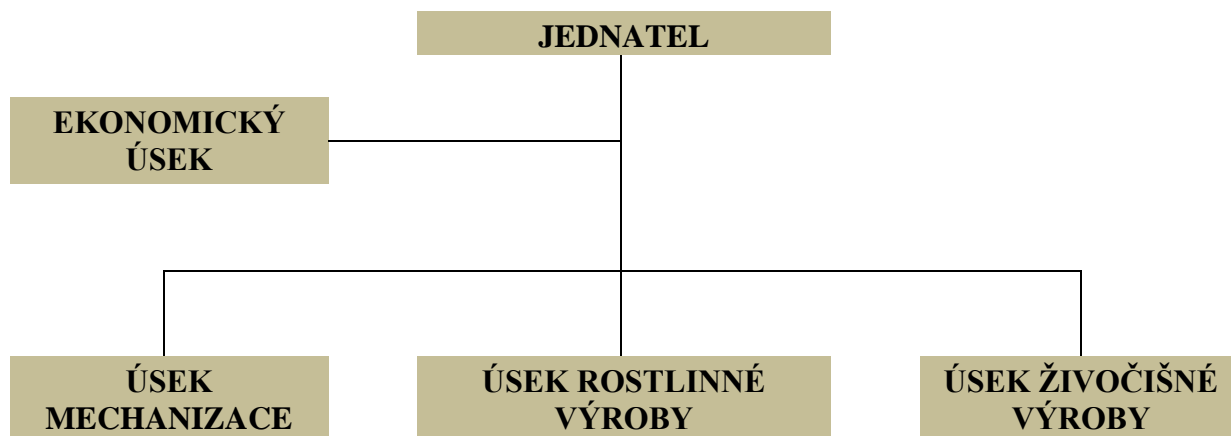 JEDNATEL
EKONOMICKÝ
ÚSEK
ÚSEK
MECHANIZACE
ÚSEK ROSTLINNÉ
VÝROBY
ÚSEK ŽIVOČIŠNÉ
VÝROBY